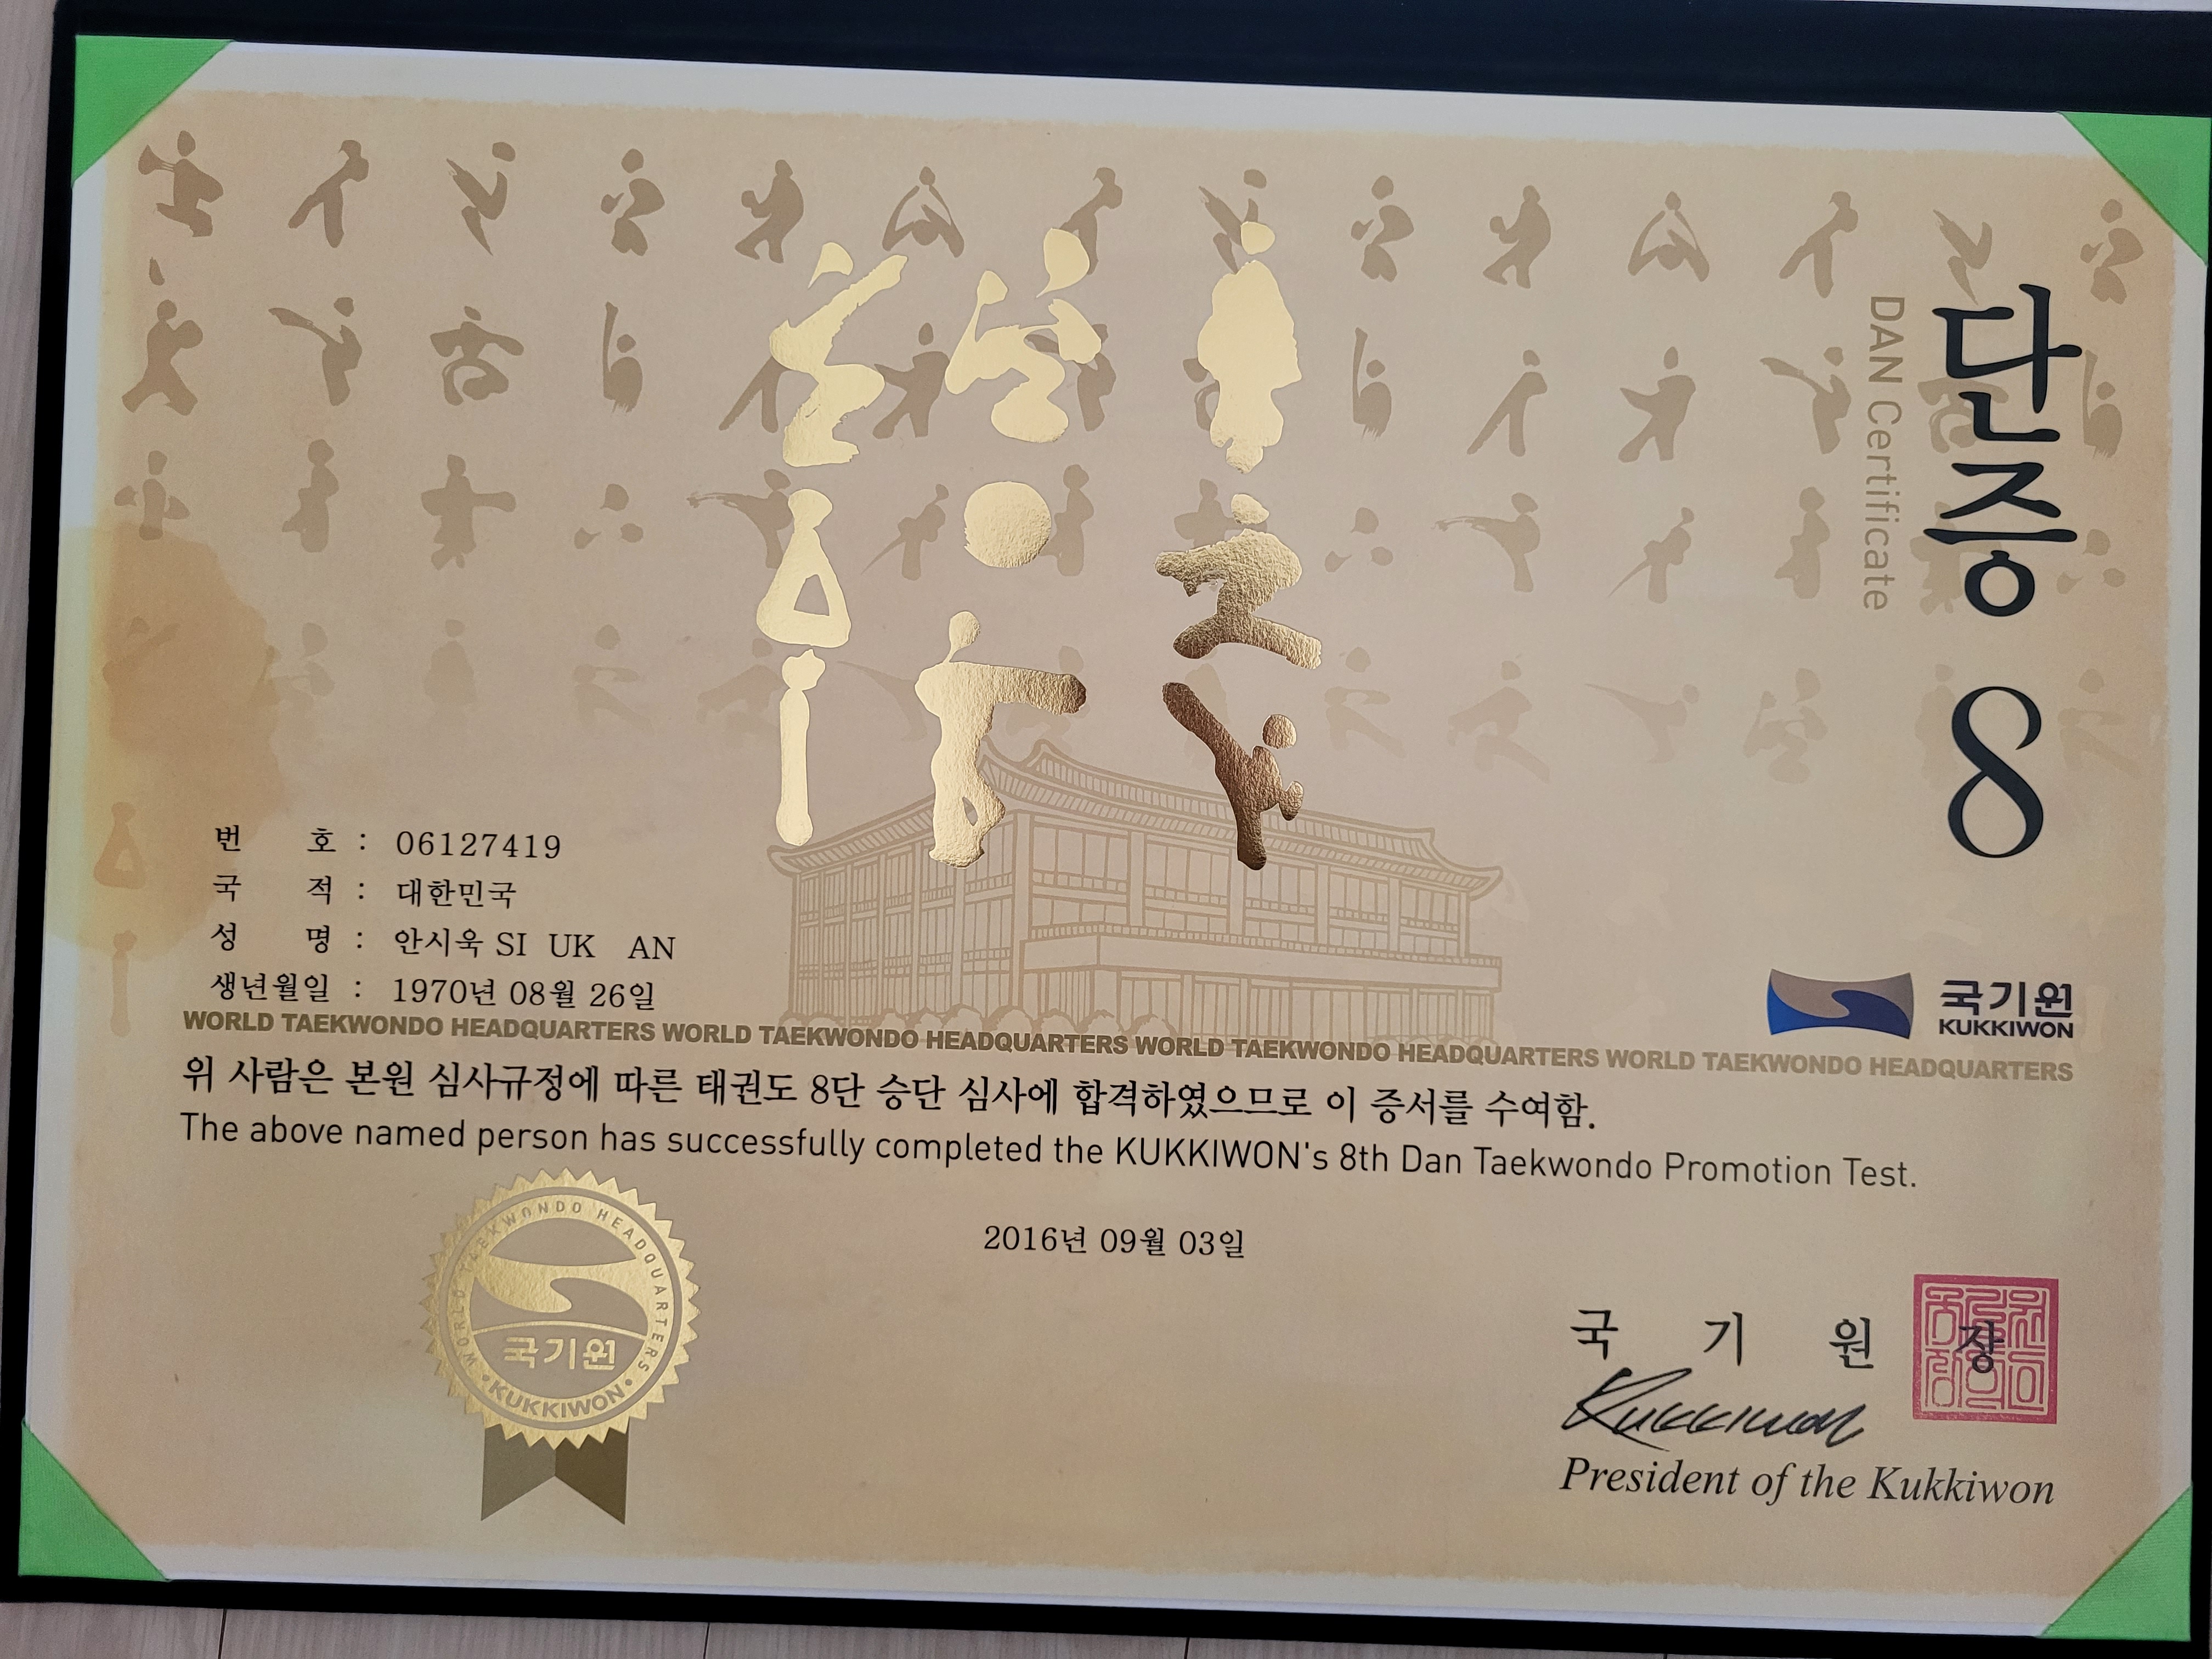 단증 8
DAN Certificate
번 호 : 06127419
국 적 : 대한민국
성 명 : 안시욱 SI UK AN
생년월일 : 1970년 08월 26일
국기원
KUKKIWON
WORLD TAEKWONDO HEADQUARTERS WORLD TAEKWONDO HEADQUARTERS WORLD TAEKWONDO HEADQUARTERS WORLD TAEKWONDO HEADQUARTERS
위 사람은 본원 심사규정에 따른 태권도 8단 승단 심사에 합격하였으므로 이 증서를 수여함.
The above named person has successfully completed the KUKKIWON's 8th Dan Taekwondo Promotion Test.
2016년 09월 03일
WORLD TAEKWONDO HEADQUARTERS
국기원
• KUKKIWON •
국 기 원 장
Kukkiwon
President of the Kukkiwon